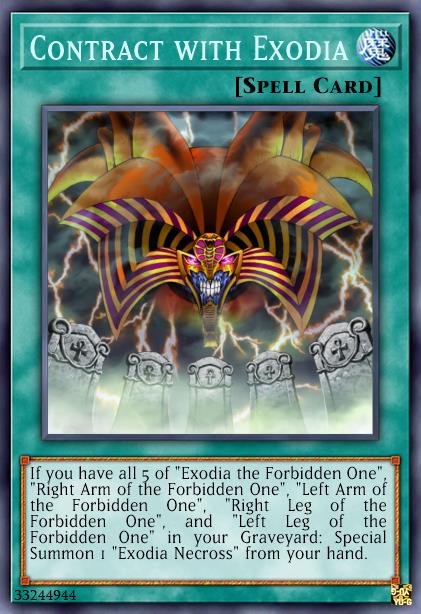 CONTRACT WITH EXODIA
魔
[SPELL CARD]
If you have all 5 of "Exodia the Forbidden One",
"Right Arm of the Forbidden One", "Left Arm of
the Forbidden One", "Right Leg of the
Forbidden One", and "Left Leg of the
Forbidden One" in your Graveyard: Special
Summon 1 "Exodia Necross" from your hand.
33244944